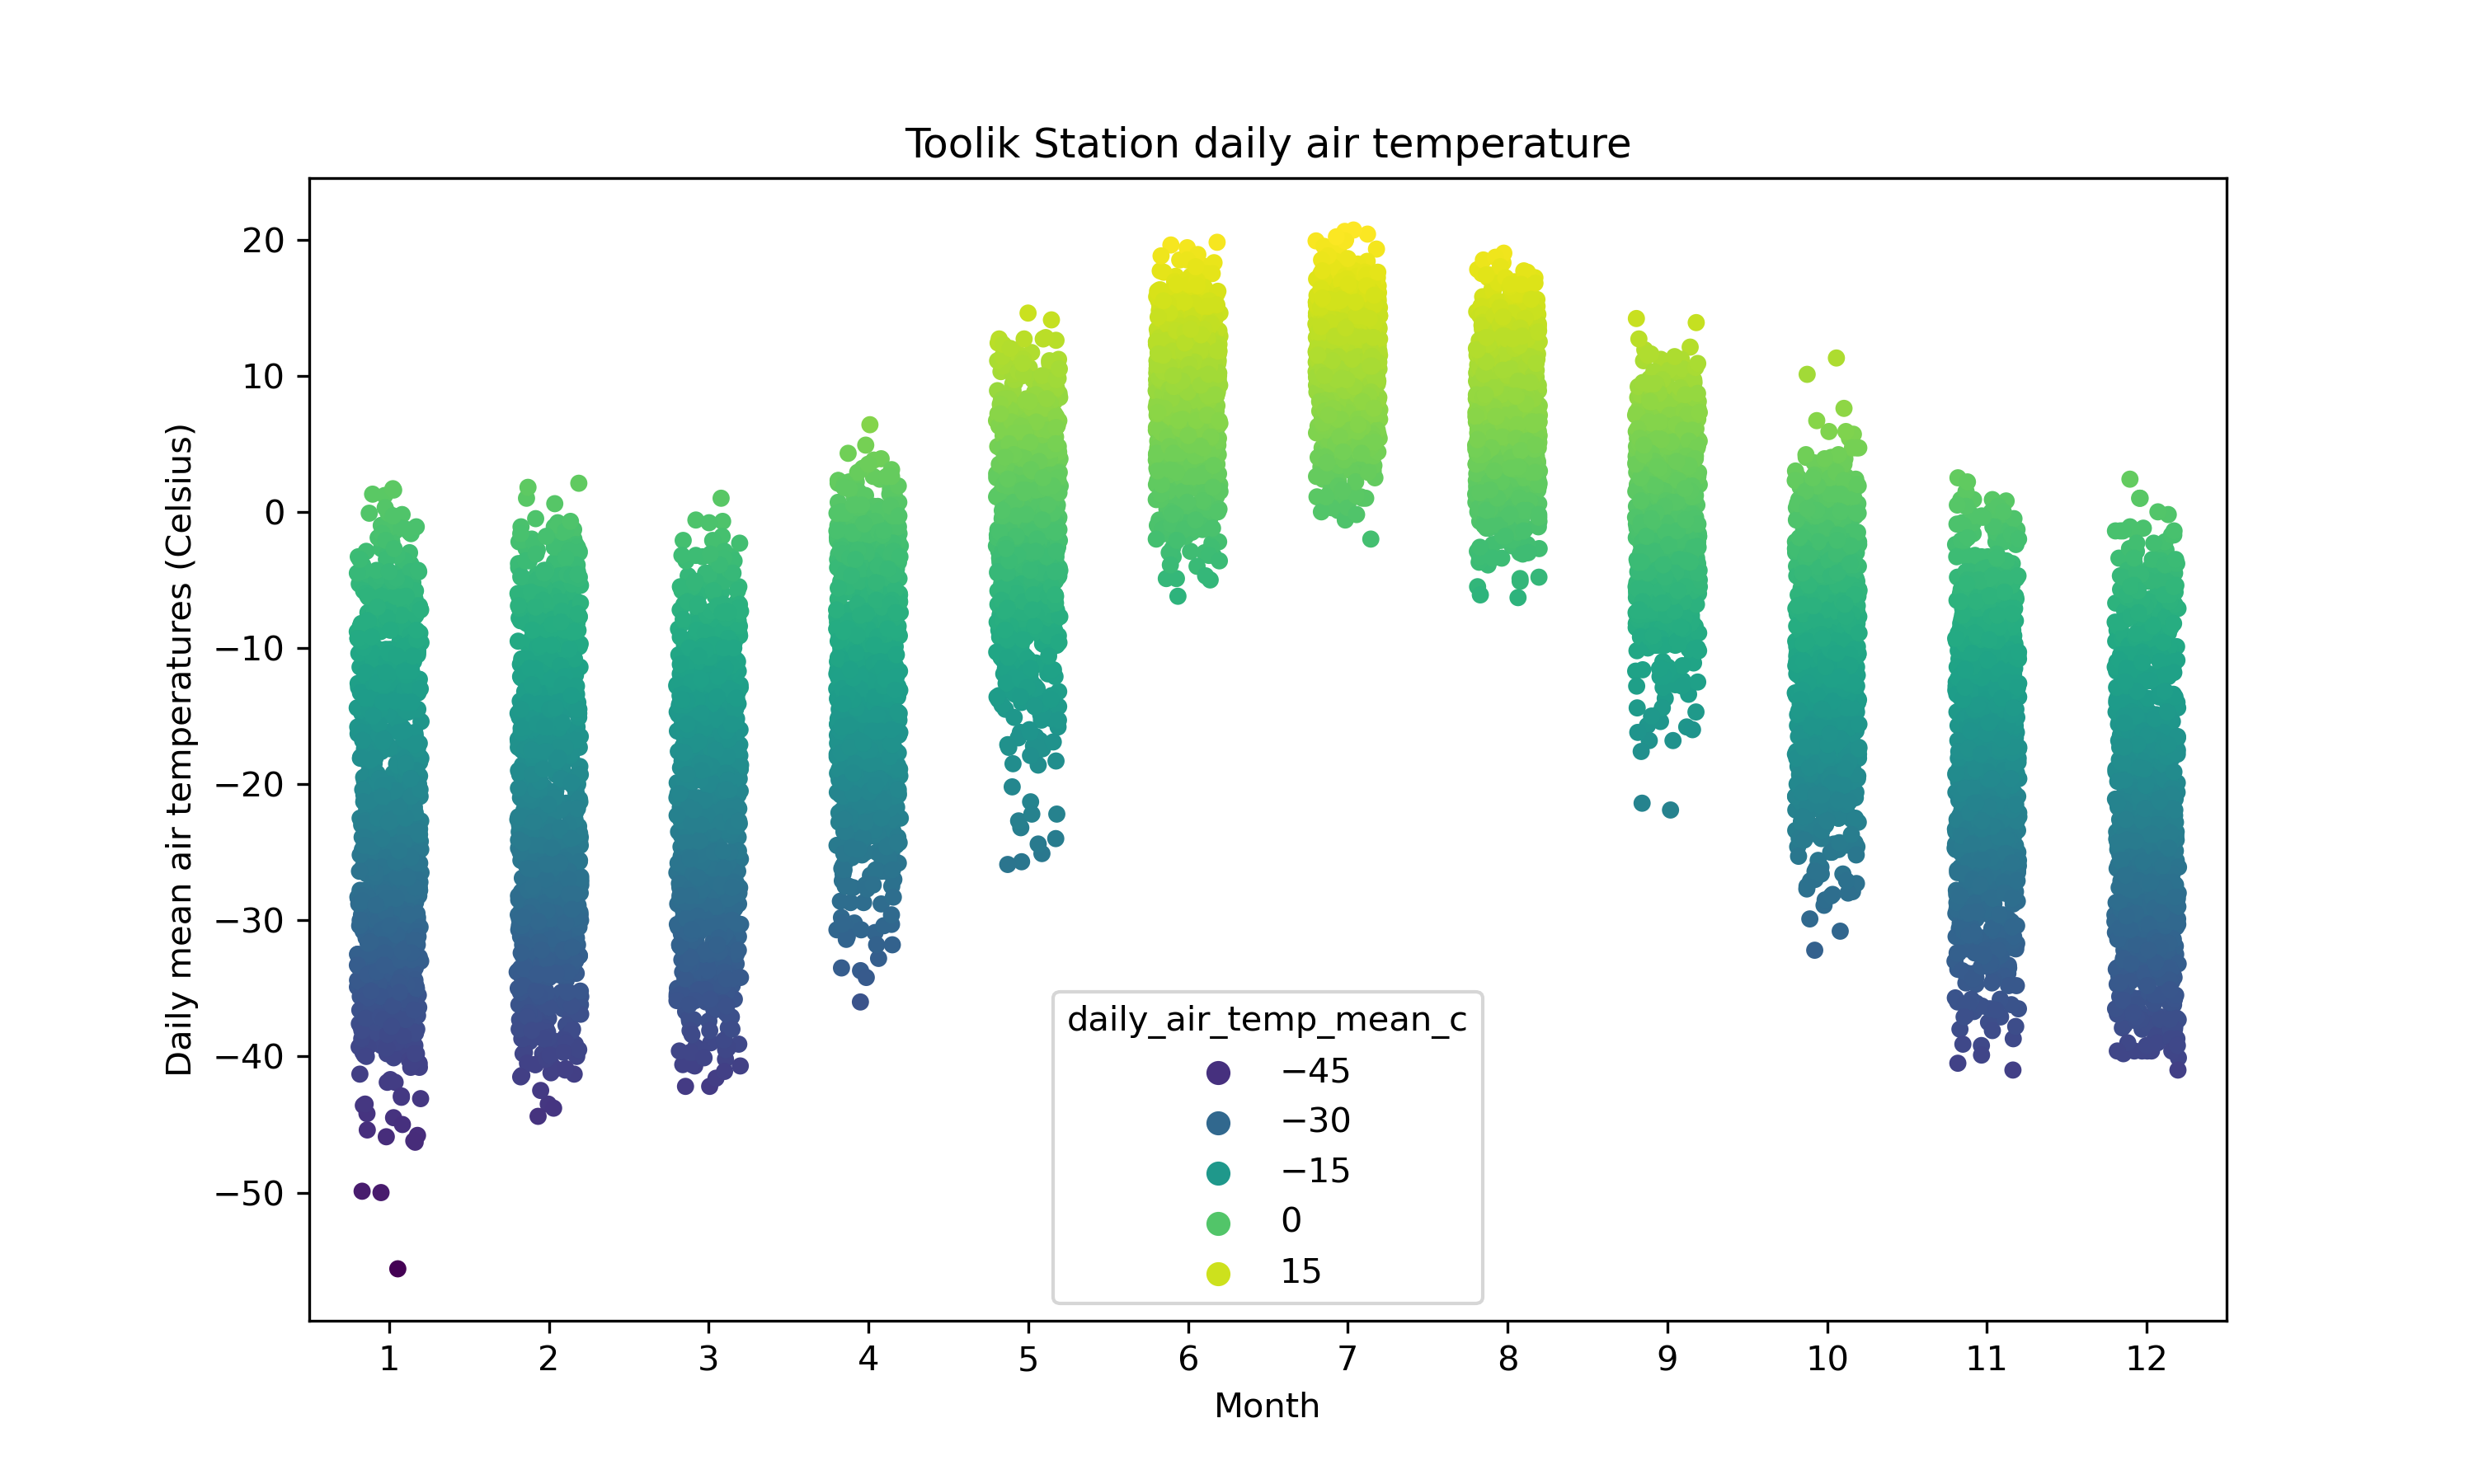 Toolik Station daily air temperature
Daily mean air temperatures (Celsius)
20
10
0
−10
−20
−30
−40
−50
daily_air_temp_mean_c
−45
−30
−15
0
15
1 2 3 4 5 6 7 8 9 10 11 12
Month